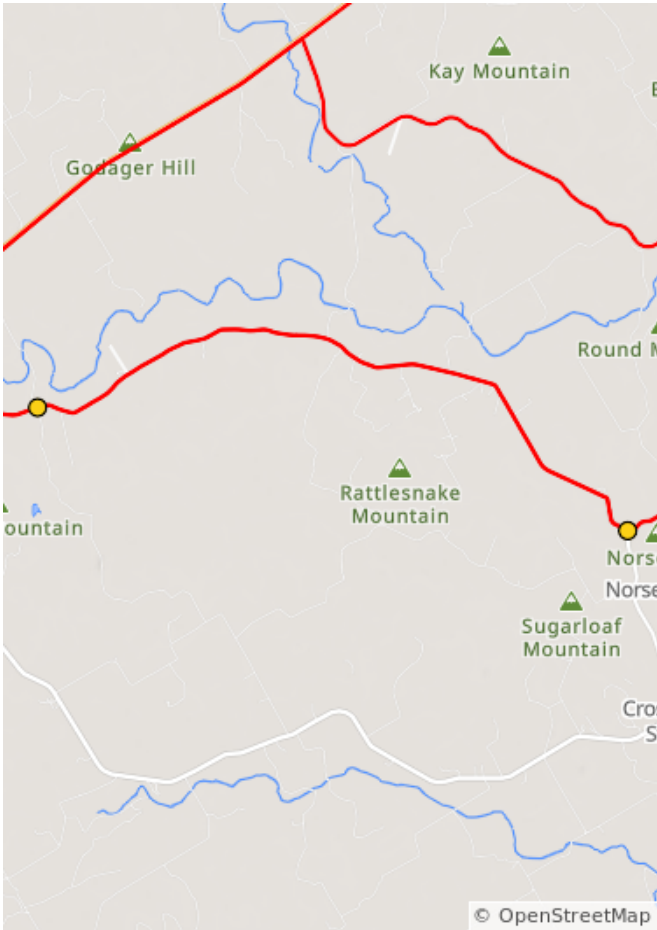 Kay Mountain
E
Godager Hill
Round M
Rattlesnake
Mountain
ountain
Norse
Norse
Sugarloaf
Mountain
Cros
S
© OpenStreetMap